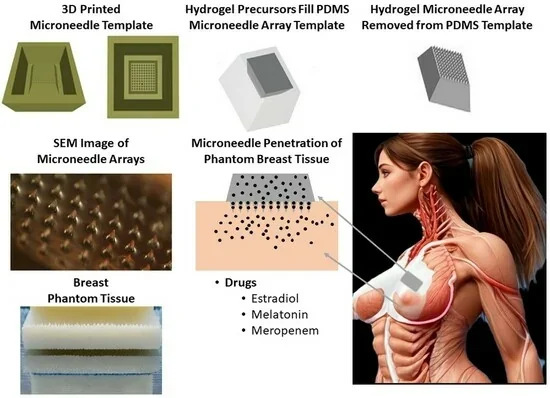 3D Printed
Microneedle Template
Hydrogel Precursors Fill PDMS
Microneedle Array Template
Hydrogel Microneedle Array
Removed from PDMS Template
SEM Image of
Microneedle Arrays
Microneedle Penetration of
Phantom Breast Tissue
Breast
Phantom Tissue
• Drugs
• Estradiol
• Melatonin
• Meropenem